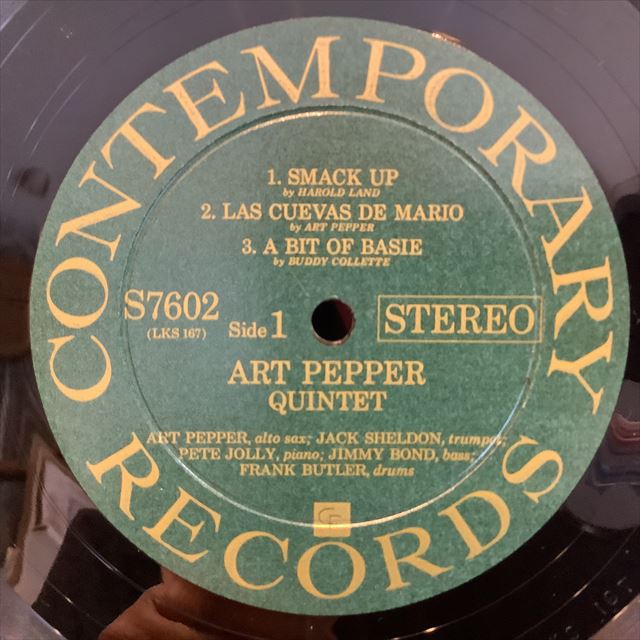 CONTEMPORARY
1. SMACK UP
by HAROLD LAND
2. LAS CUEVAS DE MARIO
by ART PEPPER
3. A BIT OF BASIE
by BUDDY COLLETTE
S7602
(LKS 167)
Side 1
STEREO
ART PEPPER
QUINTET
ART PEPPER, alto sax; JACK SHELDON, trumpet;
PETE JOLLY, piano; JIMMY BOND, bass;
FRANK BUTLER, drums
RECORDS